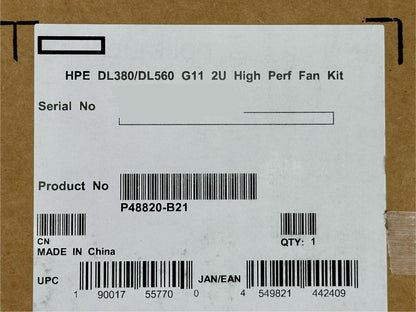 HPE DL380/DL560 G11 2U High Perf Fan Kit
Serial No
Product No
P48820-B21
CN
MADE IN China
QTY: 1
UPC 1 90017 55770 0
JAN/EAN 4 549821 442409